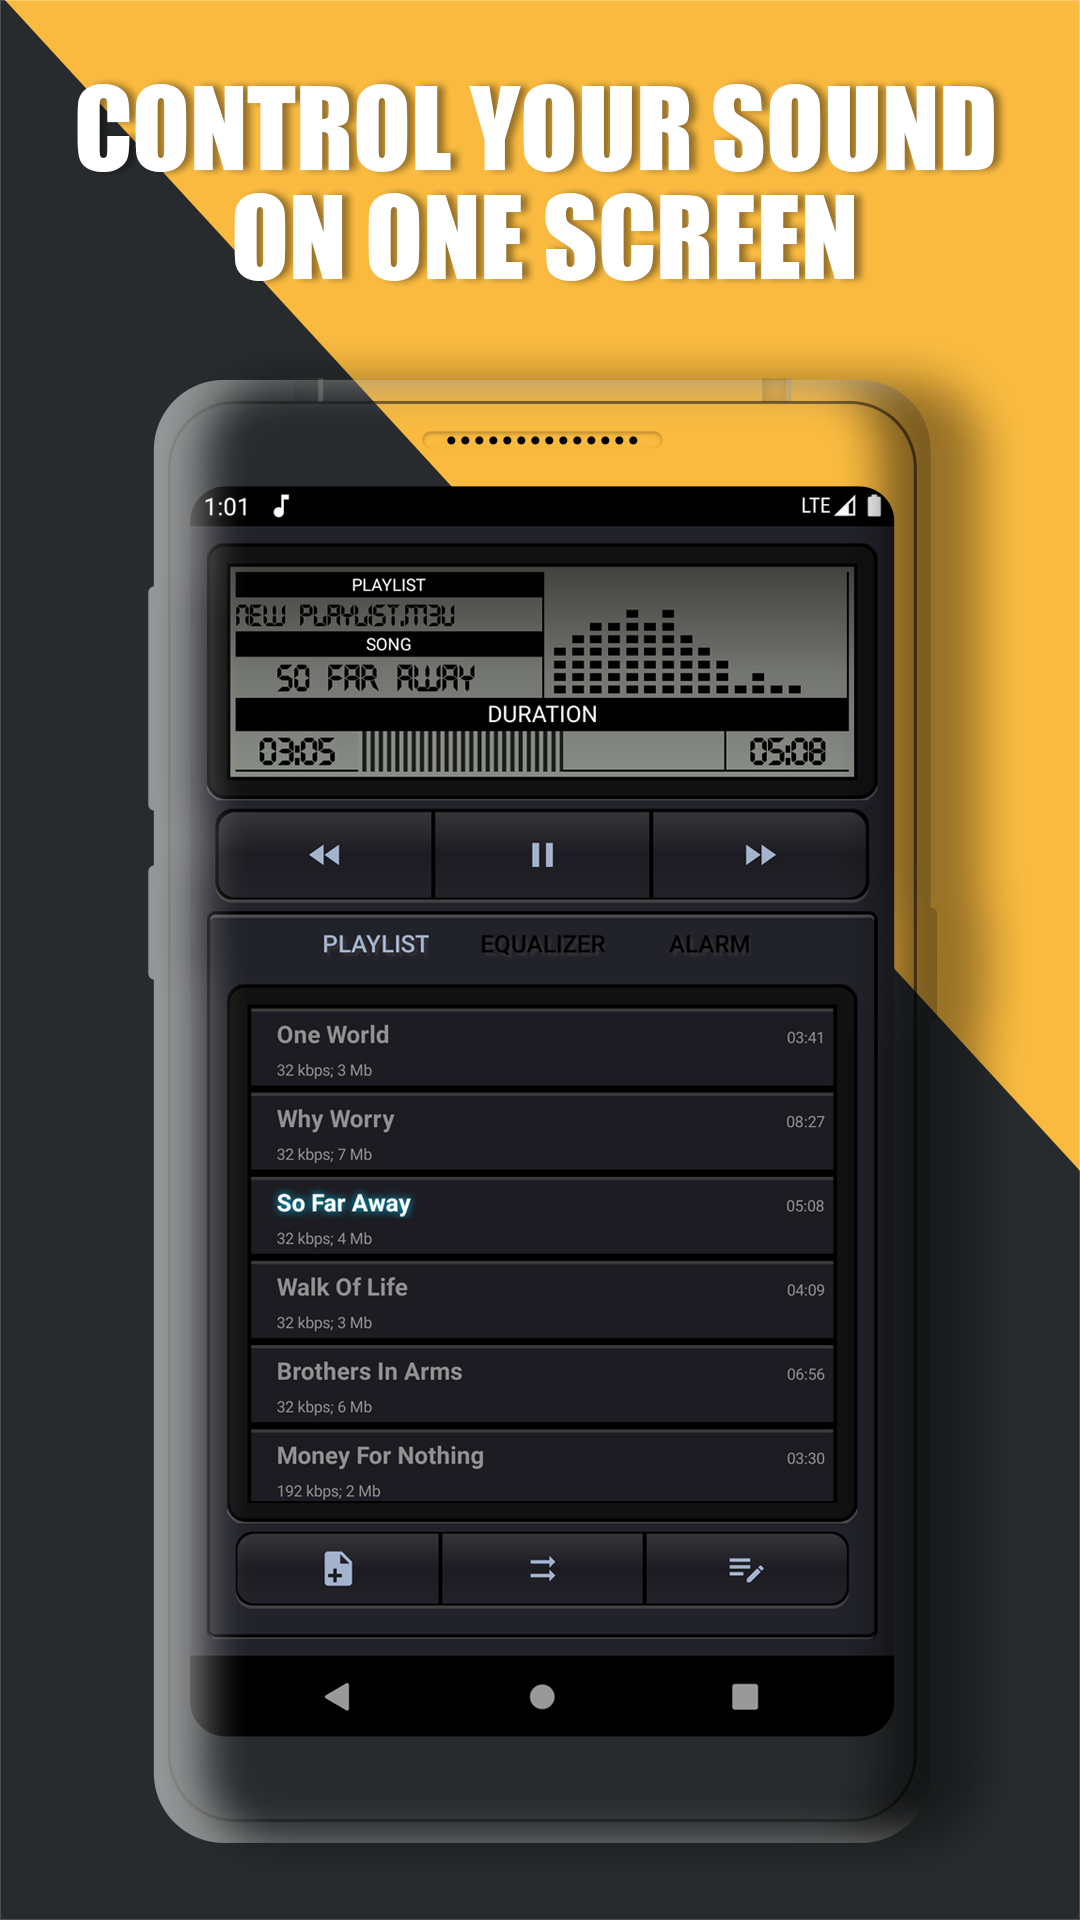 CONTROL YOUR SOUND
ON ONE SCREEN
1:01 LTE
PLAYLIST
NEW PLAYLIST.M3U
SONG
SO FAR AWAY
DURATION
03:05 05:08
PLAYLIST EQUALIZER ALARM
One World 03:41
32 kbps; 3 Mb
Why Worry 08:27
32 kbps; 7 Mb
So Far Away 05:08
32 kbps; 4 Mb
Walk Of Life 04:09
32 kbps; 3 Mb
Brothers In Arms 06:56
32 kbps; 6 Mb
Money For Nothing 03:30
192 kbps; 2 Mb